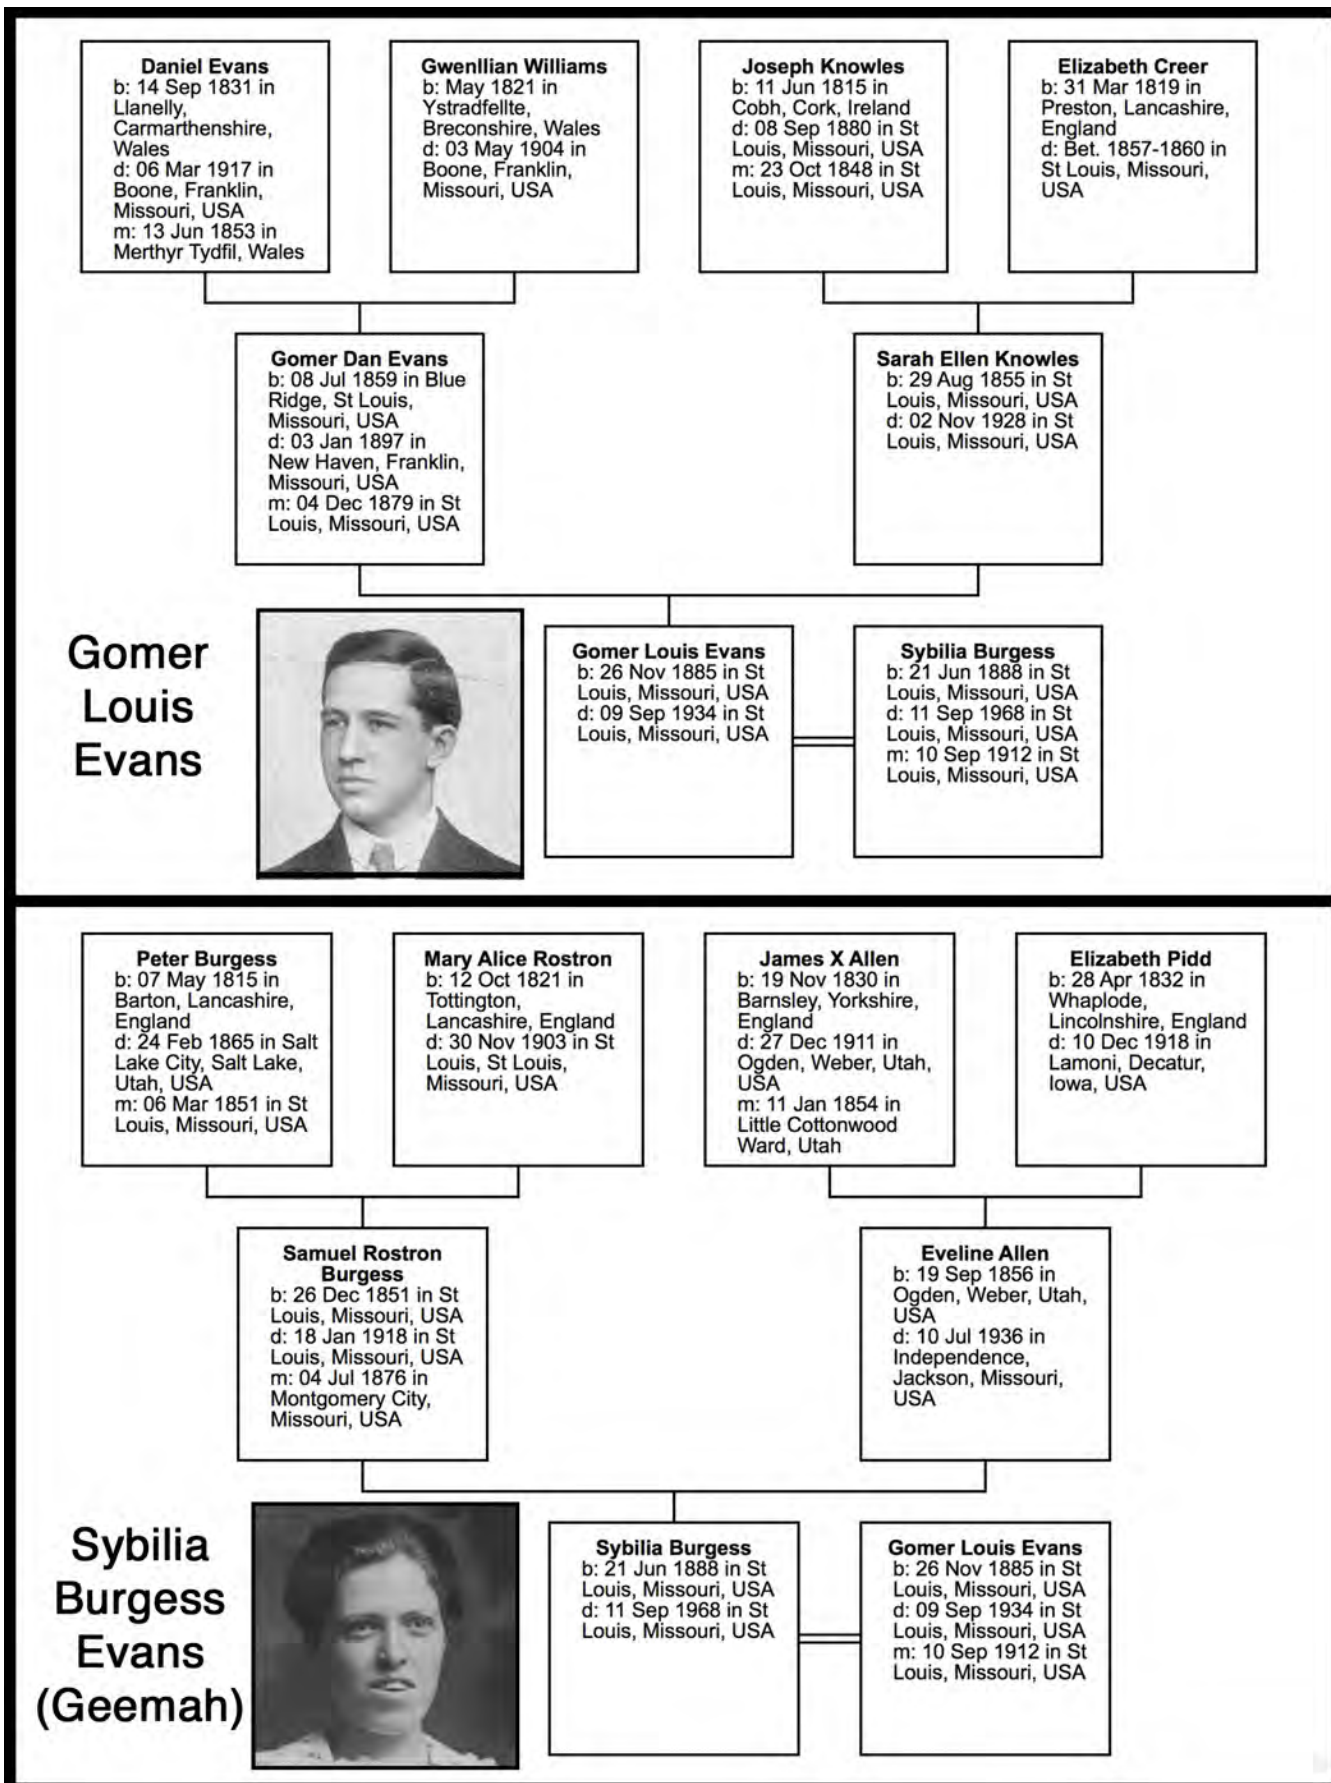 Daniel Evans
b: 14 Sep 1831 in
Llanelly,
Carmarthenshire,
Wales
d: 06 Mar 1917 in
Boone, Franklin,
Missouri, USA
m: 13 Jun 1853 in
Merthyr Tydfil, Wales
Gwenllian Williams
b: May 1821 in
Ystradfellte,
Breconshire, Wales
d: 03 May 1904 in
Boone, Franklin,
Missouri, USA
Joseph Knowles
b: 11 Jun 1815 in
Cobh, Cork, Ireland
d: 08 Sep 1880 in St
Louis, Missouri, USA
m: 23 Oct 1848 in St
Louis, Missouri, USA
Elizabeth Creer
b: 31 Mar 1819 in
Preston, Lancashire,
England
d: Bet. 1857-1860 in
St Louis, Missouri,
USA
Gomer Dan Evans
b: 08 Jul 1859 in Blue
Ridge, St Louis,
Missouri, USA
d: 03 Jan 1897 in
New Haven, Franklin,
Missouri, USA
m: 04 Dec 1879 in St
Louis, Missouri, USA
Sarah Ellen Knowles
b: 29 Aug 1855 in St
Louis, Missouri, USA
d: 02 Nov 1928 in St
Louis, Missouri, USA
Gomer
Louis
Evans
Gomer Louis Evans
b: 26 Nov 1885 in St
Louis, Missouri, USA
d: 09 Sep 1934 in St
Louis, Missouri, USA
Sybilia Burgess
b: 21 Jun 1888 in St
Louis, Missouri, USA
d: 11 Sep 1968 in St
Louis, Missouri, USA
m: 10 Sep 1912 in St
Louis, Missouri, USA
Peter Burgess
b: 07 May 1815 in
Barton, Lancashire,
England
d: 24 Feb 1865 in Salt
Lake City, Salt Lake,
Utah, USA
m: 06 Mar 1851 in St
Louis, Missouri, USA
Mary Alice Rostron
b: 12 Oct 1821 in
Tottington,
Lancashire, England
d: 30 Nov 1903 in St
Louis, St Louis,
Missouri, USA
James X Allen
b: 19 Nov 1830 in
Barnsley, Yorkshire,
England
d: 27 Dec 1911 in
Ogden, Weber, Utah,
USA
m: 11 Jan 1854 in
Little Cottonwood
Ward, Utah
Elizabeth Pidd
b: 28 Apr 1832 in
Whaplode,
Lincolnshire, England
d: 10 Dec 1918 in
Lamoni, Decatur,
Iowa, USA
Samuel Rostron
Burgess
b: 26 Dec 1851 in St
Louis, Missouri, USA
d: 18 Jan 1918 in St
Louis, Missouri, USA
m: 04 Jul 1876 in
Montgomery City,
Missouri, USA
Eveline Allen
b: 19 Sep 1856 in
Ogden, Weber, Utah,
USA
d: 10 Jul 1936 in
Independence,
Jackson, Missouri,
USA
Sybilia
Burgess
Evans
(Geemah)
Sybilia Burgess
b: 21 Jun 1888 in St
Louis, Missouri, USA
d: 11 Sep 1968 in St
Louis, Missouri, USA
Gomer Louis Evans
b: 26 Nov 1885 in St
Louis, Missouri, USA
d: 09 Sep 1934 in St
Louis, Missouri, USA
m: 10 Sep 1912 in St
Louis, Missouri, USA